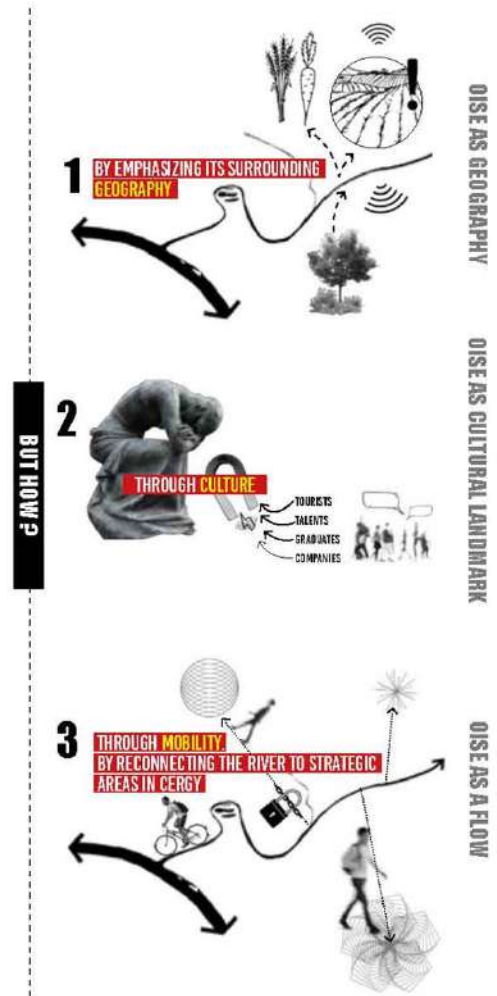 BUT HOW ?
1
BY EMPHASIZING ITS SURROUNDING
GEOGRAPHY
OISE AS GEOGRAPHY
2
THROUGH CULTURE
TOURISTS
TALENTS
GRADUATES
COMPANIES
OISE AS CULTURAL LANDMARK
3
THROUGH MOBILITY.
BY RECONNECTING THE RIVER TO STRATEGIC
AREAS IN CERGY
OISE AS A FLOW